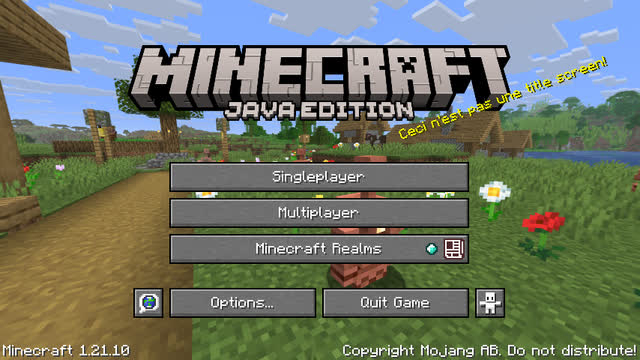 MINECRAFT
JAVA EDITION
Ceci n'est pas une title screen!
Singleplayer
Multiplayer
Minecraft Realms
Options...
Quit Game
Minecraft 1.21.10
Copyright Mojang AB. Do not distribute!